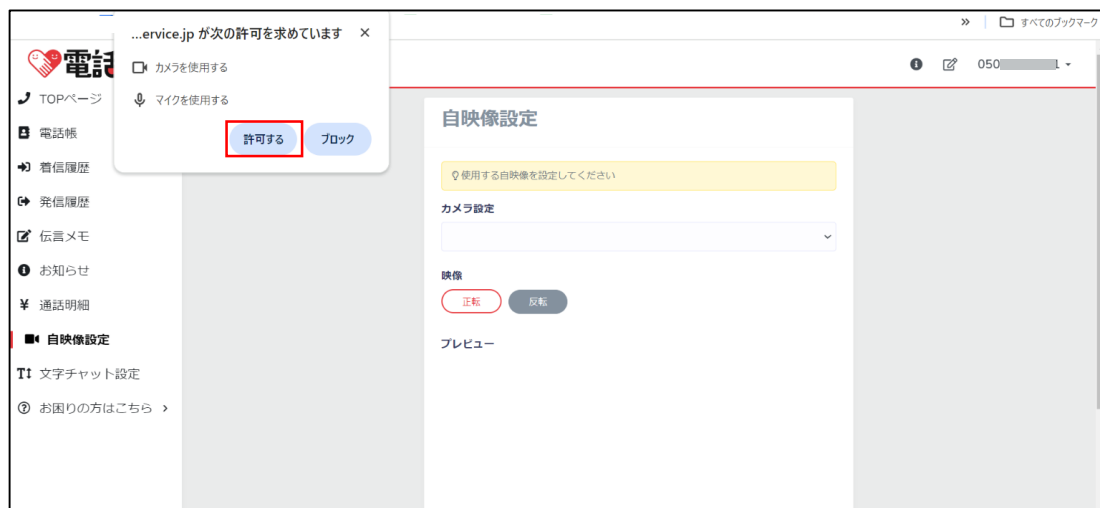 » すべてのブックマーク
...ervice.jp が次の許可を求めています ×
カメラを使用する
マイクを使用する
許可する ブロック
電話
050 1
TOPページ
電話帳
着信履歴
発信履歴
伝言メモ
お知らせ
¥ 通話明細
自映像設定
T 文字チャット設定
お困りの方はこちら
自映像設定
使用する自映像を設定してください
カメラ設定
映像
正転 反転
プレビュー